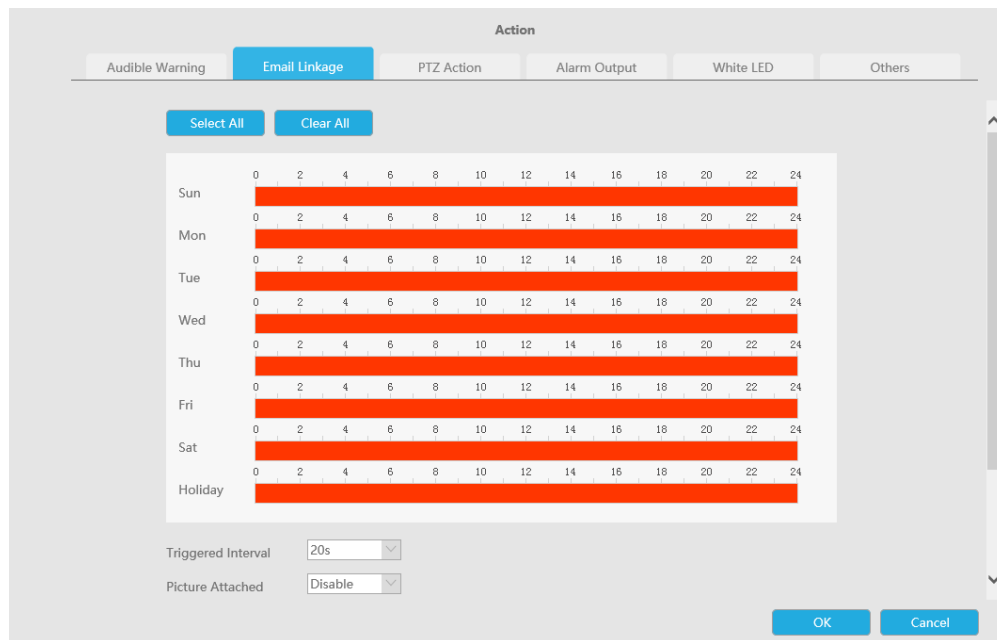 Action
Audible Warning Email Linkage PTZ Action Alarm Output White LED Others
Select All Clear All
0 2 4 6 8 10 12 14 16 18 20 22 24
Sun
0 2 4 6 8 10 12 14 16 18 20 22 24
Mon
0 2 4 6 8 10 12 14 16 18 20 22 24
Tue
0 2 4 6 8 10 12 14 16 18 20 22 24
Wed
0 2 4 6 8 10 12 14 16 18 20 22 24
Thu
0 2 4 6 8 10 12 14 16 18 20 22 24
Fri
0 2 4 6 8 10 12 14 16 18 20 22 24
Sat
0 2 4 6 8 10 12 14 16 18 20 22 24
Holiday
Triggered Interval 20s
Picture Attached Disable
OK Cancel